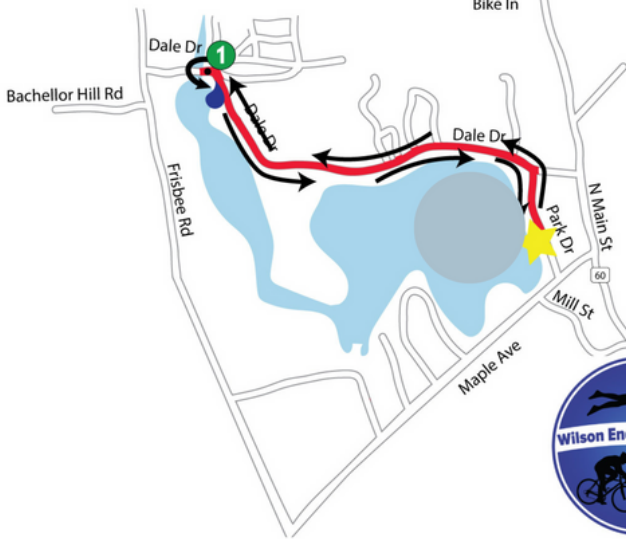 Bike In
Dale Dr
1
Bachellor Hill Rd
Dale Dr
Dale Dr
Frisbee Rd
Park Dr
N Main St
60
Mill St
Maple Ave
Wilson